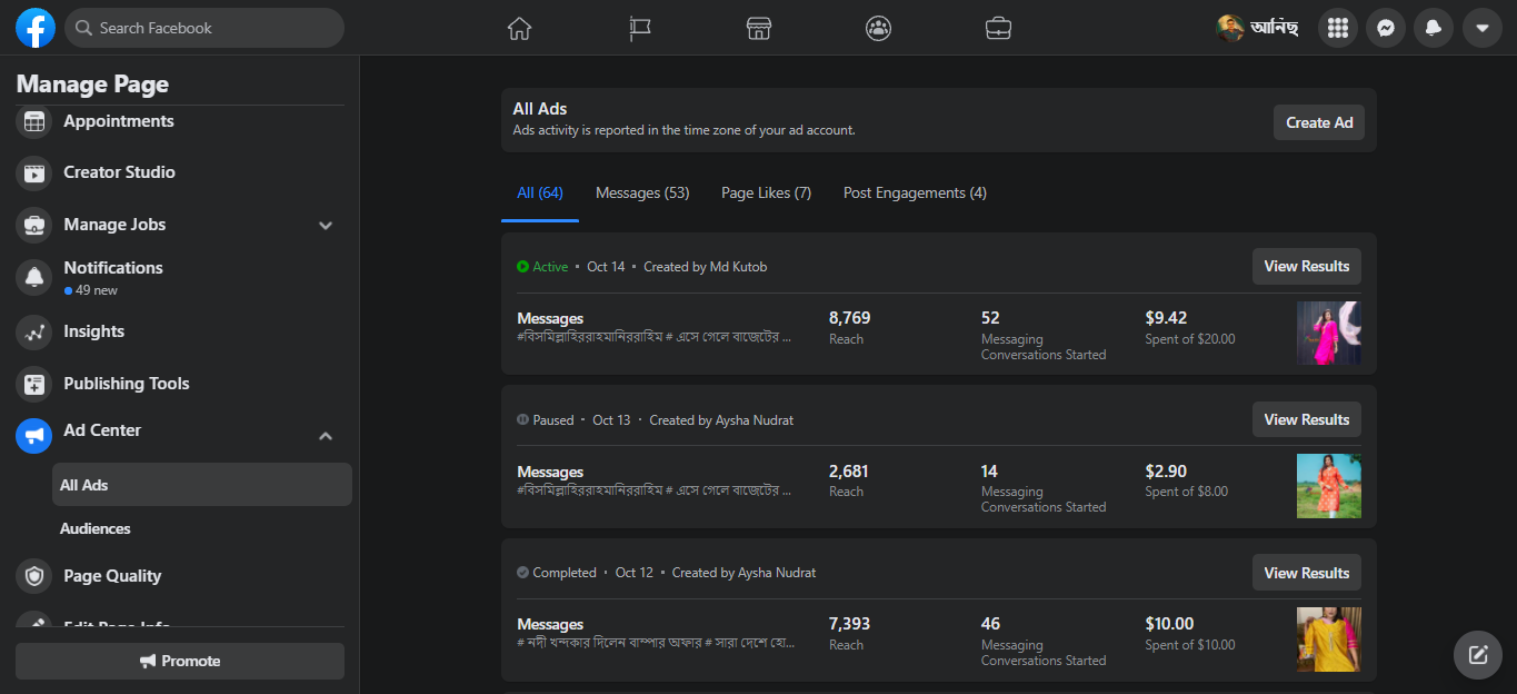 Search Facebook
আনিছ
Manage Page
Appointments
Creator Studio
Manage Jobs
Notifications
49 new
Insights
Publishing Tools
Ad Center
All Ads
Audiences
Page Quality
Edit Page Info
Promote
All Ads
Ads activity is reported in the time zone of your ad account.
Create Ad
All (64) Messages (53) Page Likes (7) Post Engagements (4)
Active • Oct 14 • Created by Md Kutob
View Results
Messages
#বিসমিল্লাহিররাহমানিররাহিম # এসে গেলে বাজেটের ...
8,769
Reach
52
Messaging
Conversations Started
$9.42
Spent of $20.00
Paused • Oct 13 • Created by Aysha Nudrat
View Results
Messages
#বিসমিল্লাহিররাহমানিররাহিম # এসে গেলে বাজেটের ...
2,681
Reach
14
Messaging
Conversations Started
$2.90
Spent of $8.00
Completed • Oct 12 • Created by Aysha Nudrat
View Results
Messages
# নদী খন্দকার দিলেন বাম্পার অফার # সারা দেশে হো...
7,393
Reach
46
Messaging
Conversations Started
$10.00
Spent of $10.00